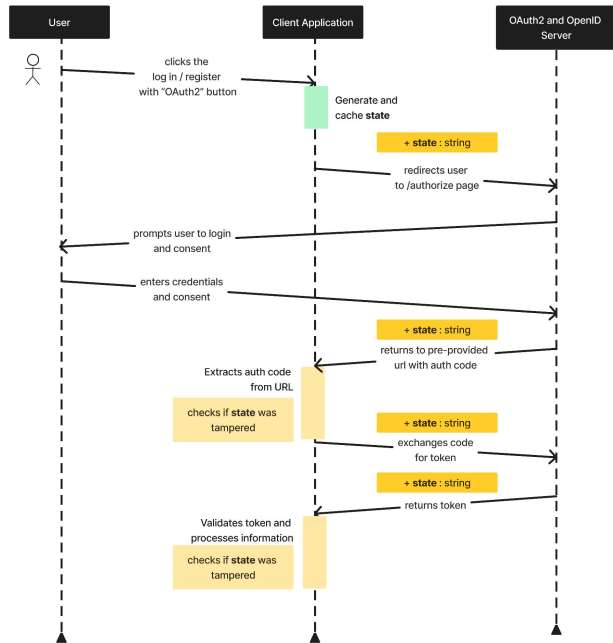 User
Client Application
OAuth2 and OpenID
Server
clicks the
log in / register
with “OAuth2” button
Generate and
cache state
+ state : string
redirects user
to /authorize page
prompts user to login
and consent
enters credentials
and consent
+ state : string
returns to pre-provided
url with auth code
Extracts auth code
from URL
checks if state was
tampered
+ state : string
exchanges code
for token
+ state : string
returns token
Validates token and
processes information
checks if state was
tampered